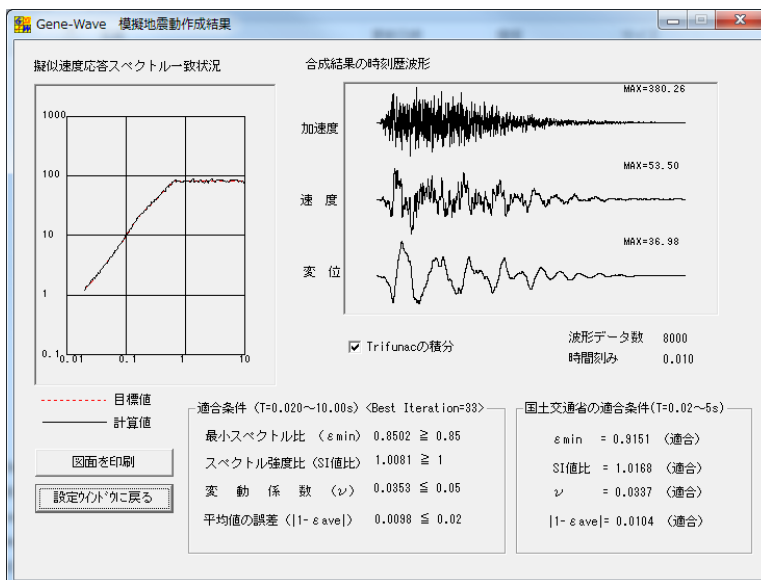 Gene-Wave 模擬地震動作成結果
擬似速度応答スペクトル一致状況
1000
100
10
1
0.1
0.01 0.1 1 10
目標値
計算値
図面を印刷
設定ウィンドウに戻る
合成結果の時刻歴波形
MAX=380.26
加速度
MAX=53.50
速 度
MAX=36.98
変 位
Trifunacの積分
波形データ数 8000
時間刻み 0.010
適合条件 (T=0.020～10.00s) <Best Iteration=33>
最小スペクトル比 (εmin) 0.8502 ≧ 0.85
スペクトル強度比 (SI値比) 1.0081 ≧ 1
変 動 係 数 (ν) 0.0353 ≦ 0.05
平均値の誤差 (|1-εave|) 0.0098 ≦ 0.02
国土交通省の適合条件(T=0.02～5s)
εmin = 0.9151 (適合)
SI値比 = 1.0168 (適合)
ν = 0.0337 (適合)
|1-εave|= 0.0104 (適合)